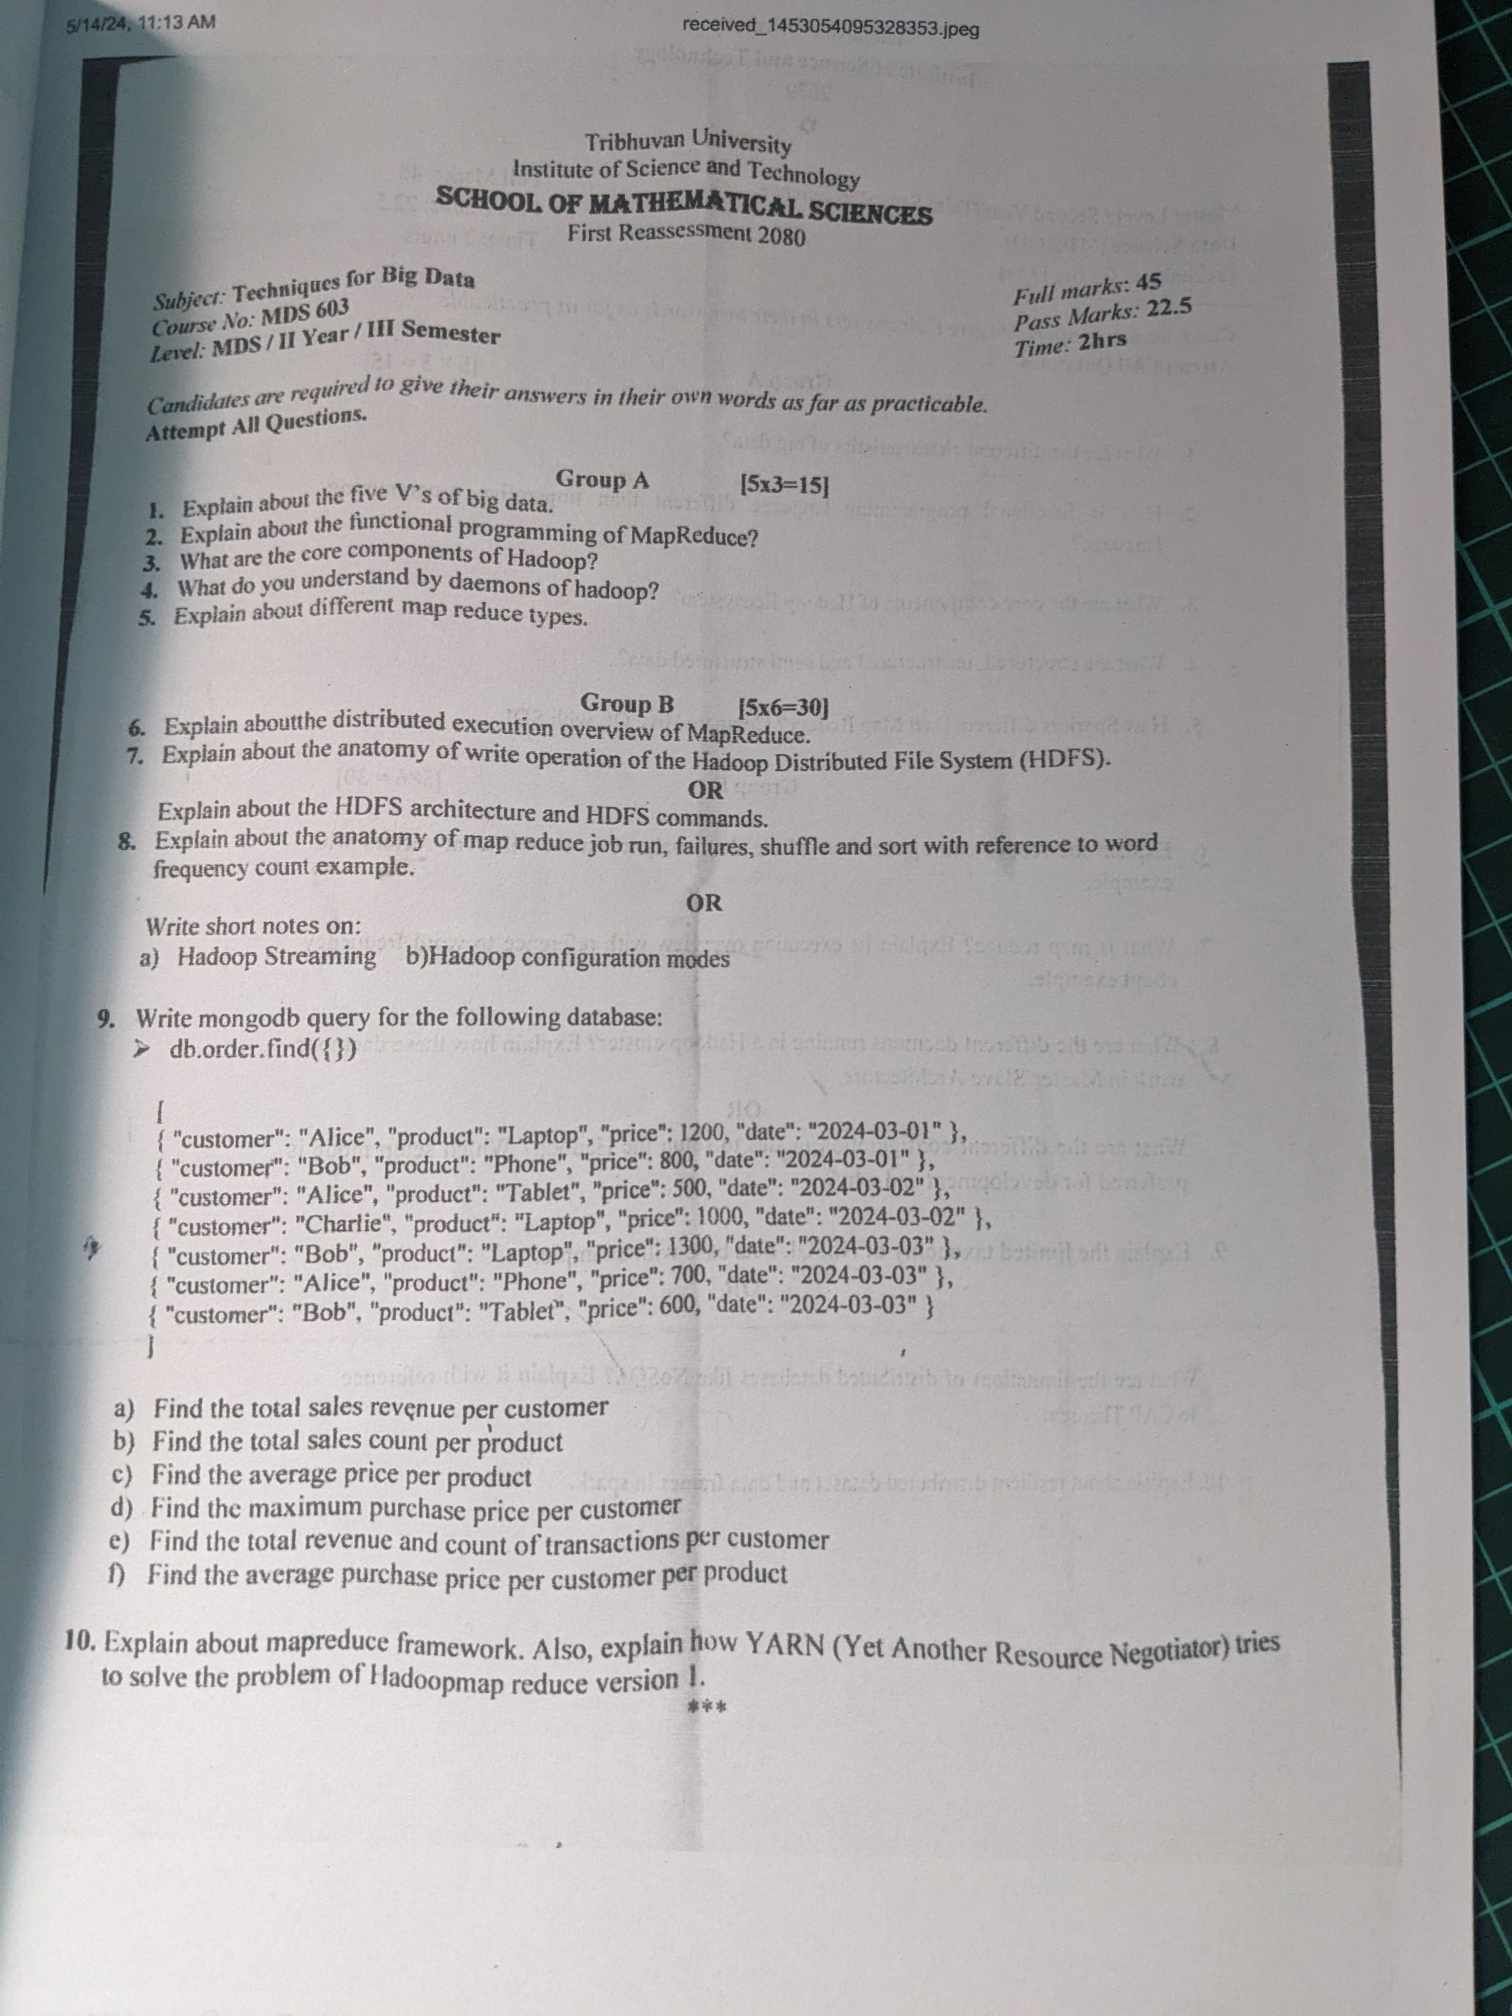 5/14/24, 11:13 AM
received_1453054095328353.jpeg
Tribhuvan University
Institute of Science and Technology
SCHOOL OF MATHEMATICAL SCIENCES
First Reassessment 2080
Subject: Techniques for Big Data
Course No: MDS 603
Level: MDS / II Year / III Semester
Full marks: 45
Pass Marks: 22.5
Time: 2hrs
Candidates are required to give their answers in their own words as far as practicable.
Attempt All Questions.
Group A [5x3=15]
1. Explain about the five V's of big data.
2. Explain about the functional programming of MapReduce?
3. What are the core components of Hadoop?
4. What do you understand by daemons of hadoop?
5. Explain about different map reduce types.
Group B [5x6=30]
6. Explain aboutthe distributed execution overview of MapReduce.
7. Explain about the anatomy of write operation of the Hadoop Distributed File System (HDFS).
OR
Explain about the HDFS architecture and HDFS commands.
8. Explain about the anatomy of map reduce job run, failures, shuffle and sort with reference to word
frequency count example.
OR
Write short notes on:
a) Hadoop Streaming b)Hadoop configuration modes
9. Write mongodb query for the following database:
➢ db.order.find({})
[
{ "customer": "Alice", "product": "Laptop", "price": 1200, "date": "2024-03-01" },
{ "customer": "Bob", "product": "Phone", "price": 800, "date": "2024-03-01" },
{ "customer": "Alice", "product": "Tablet", "price": 500, "date": "2024-03-02" },
{ "customer": "Charlie", "product": "Laptop", "price": 1000, "date": "2024-03-02" },
{ "customer": "Bob", "product": "Laptop", "price": 1300, "date": "2024-03-03" },
{ "customer": "Alice", "product": "Phone", "price": 700, "date": "2024-03-03" },
{ "customer": "Bob", "product": "Tablet", "price": 600, "date": "2024-03-03" }
]
a) Find the total sales revenue per customer
b) Find the total sales count per product
c) Find the average price per product
d) Find the maximum purchase price per customer
e) Find the total revenue and count of transactions per customer
f) Find the average purchase price per customer per product
10. Explain about mapreduce framework. Also, explain how YARN (Yet Another Resource Negotiator) tries
to solve the problem of Hadoopmap reduce version 1.
***